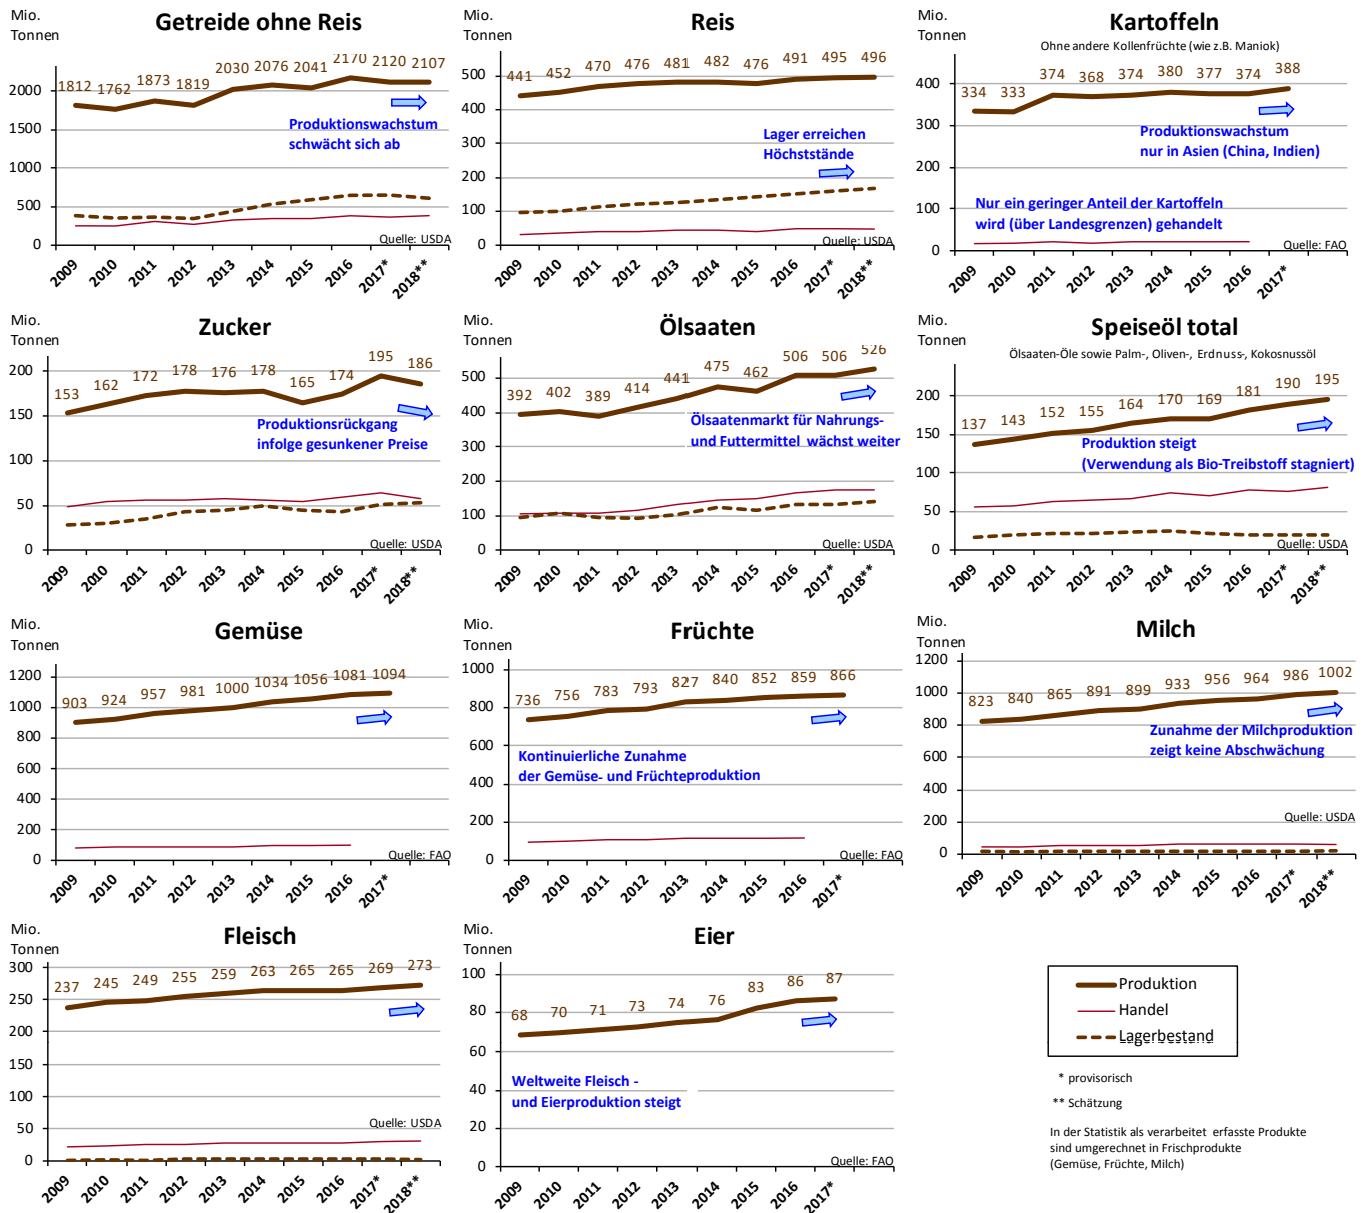 Mio.
Tonnen
Getreide ohne Reis
1812 1762 1873 1819 2030 2076 2041 2170 2120 2107
2000
1500
1000
500
0
Produktionswachstum
schwächt sich ab
Quelle: USDA
2009 2010 2011 2012 2013 2014 2015 2016 2017* 2018**
Mio.
Tonnen
Reis
441 452 470 476 481 482 476 491 495 496
500
400
300
200
100
0
Lager erreichen
Höchststände
Quelle: USDA
2009 2010 2011 2012 2013 2014 2015 2016 2017* 2018**
Mio.
Tonnen
Kartoffeln
Ohne andere Kollenfrüchte (wie z.B. Maniok)
334 333 374 368 374 380 377 374 388
400
300
200
100
0
Produktionswachstum
nur in Asien (China, Indien)
Nur ein geringer Anteil der Kartoffeln
wird (über Landesgrenzen) gehandelt
Quelle: FAO
2009 2010 2011 2012 2013 2014 2015 2016 2017*
Mio.
Tonnen
Zucker
153 162 172 178 176 178 165 174 195 186
200
150
100
50
0
Produktionsrückgang
infolge gesunkener Preise
Quelle: USDA
2009 2010 2011 2012 2013 2014 2015 2016 2017* 2018**
Mio.
Tonnen
Ölsaaten
392 402 389 414 441 475 462 506 506 526
500
400
300
200
100
0
Ölsaatenmarkt für Nahrungs-
und Futtermittel wächst weiter
Quelle: USDA
2009 2010 2011 2012 2013 2014 2015 2016 2017* 2018**
Mio.
Tonnen
Speiseöl total
Ölsaaten-Öle sowie Palm-, Oliven-, Erdnuss-, Kokosnussöl
137 143 152 155 164 170 169 181 190 195
200
150
100
50
0
Produktion steigt
(Verwendung als Bio-Treibstoff stagniert)
Quelle: USDA
2009 2010 2011 2012 2013 2014 2015 2016 2017* 2018**
Mio.
Tonnen
Gemüse
903 924 957 981 1000 1034 1056 1081 1094
1200
1000
800
600
400
200
0
Quelle: FAO
2009 2010 2011 2012 2013 2014 2015 2016 2017*
Mio.
Tonnen
Früchte
736 756 783 793 827 840 852 859 866
1000
800
600
400
200
0
Kontinuierliche Zunahme
der Gemüse- und Früchteproduktion
Quelle: FAO
2009 2010 2011 2012 2013 2014 2015 2016 2017*
Mio.
Tonnen
Milch
823 840 865 891 899 933 956 964 986 1002
1200
1000
800
600
400
200
0
Zunahme der Milchproduktion
zeigt keine Abschwächung
Quelle: USDA
2009 2010 2011 2012 2013 2014 2015 2016 2017* 2018**
Mio.
Tonnen
Fleisch
237 245 249 255 259 263 265 265 269 273
300
250
200
150
100
50
0
Quelle: USDA
2009 2010 2011 2012 2013 2014 2015 2016 2017* 2018**
Mio.
Tonnen
Eier
68 70 71 73 74 76 83 86 87
100
80
60
40
20
0
Weltweite Fleisch -
und Eierproduktion steigt
Quelle: FAO
2009 2010 2011 2012 2013 2014 2015 2016 2017*
Produktion
Handel
Lagerbestand
* provisorisch
** Schätzung
In der Statistik als verarbeitet erfasste Produkte
sind umgerechnet in Frischprodukte
(Gemüse, Früchte, Milch)